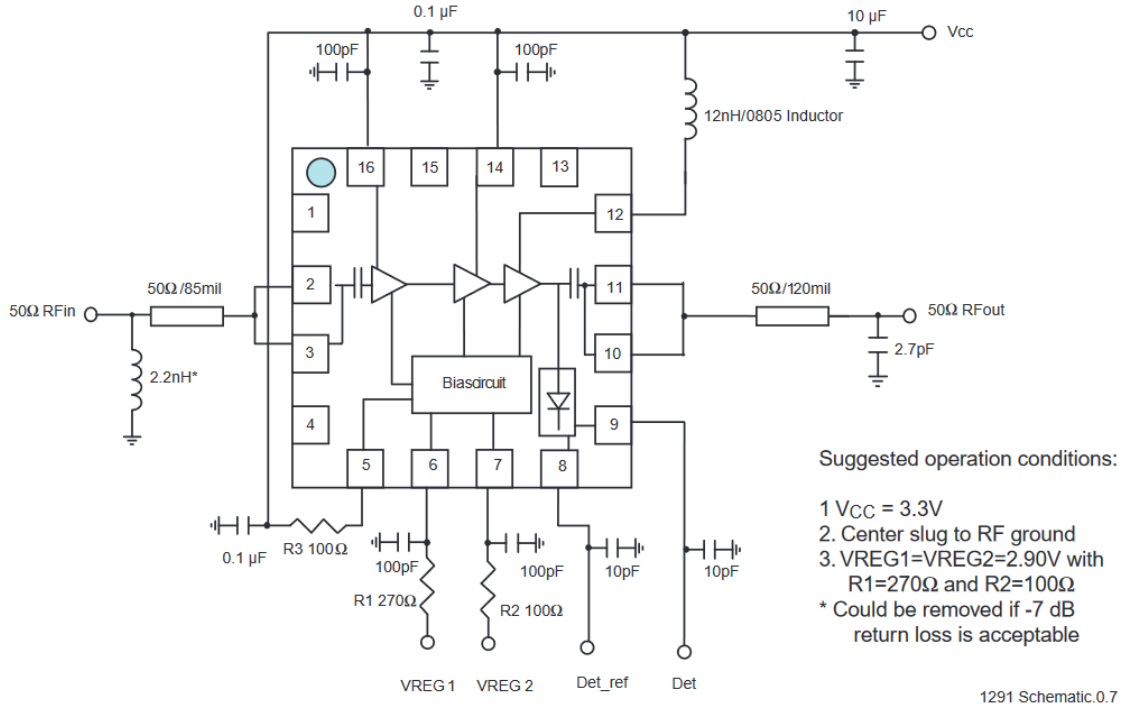 0.1 µF
10 µF
Vcc
100pF
100pF
12nH/0805 Inductor
16
15
14
13
1
12
2
11
50Ω/85mil
50Ω/120mil
50Ω RFin
50Ω RFout
3
10
2.7pF
2.2nH*
Biascircuit
4
9
5
6
7
8
Suggested operation conditions:
1 VCC = 3.3V
2. Center slug to RF ground
3. VREG1=VREG2=2.90V with
R1=270Ω and R2=100Ω
* Could be removed if -7 dB
return loss is acceptable
0.1 µF
R3 100Ω
100pF
100pF
10pF
10pF
R1 270Ω
R2 100Ω
VREG 1
VREG 2
Det_ref
Det
1291 Schematic.0.7